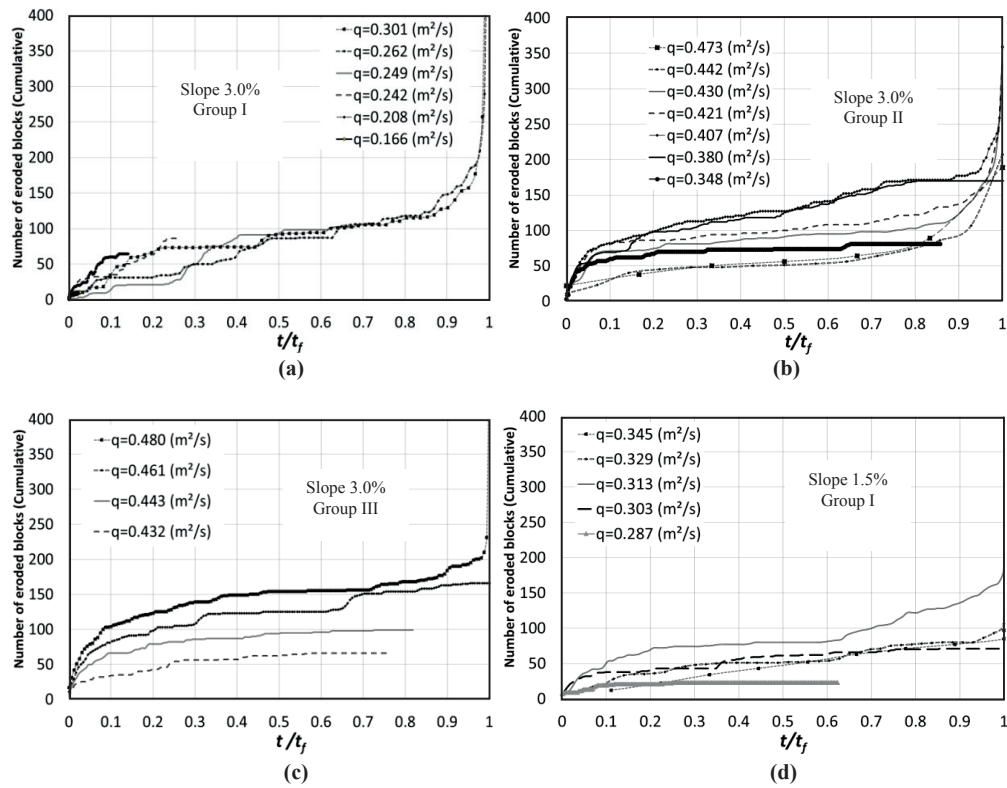 Number of eroded blocks (Cumulative)
400
350
300
250
200
150
100
50
0
q=0.301 (m²/s)
q=0.262 (m²/s)
q=0.249 (m²/s)
q=0.242 (m²/s)
q=0.208 (m²/s)
q=0.166 (m²/s)
Slope 3.0%
Group I
0 0.1 0.2 0.3 0.4 0.5 0.6 0.7 0.8 0.9 1
t/tf
(a)
Number of eroded blocks (Cumulative)
400
350
300
250
200
150
100
50
0
q=0.473 (m²/s)
q=0.442 (m²/s)
q=0.430 (m²/s)
q=0.421 (m²/s)
q=0.407 (m²/s)
q=0.380 (m²/s)
q=0.348 (m²/s)
Slope 3.0%
Group II
0 0.1 0.2 0.3 0.4 0.5 0.6 0.7 0.8 0.9 1
t/tf
(b)
Number of eroded blocks (Cumulative)
400
350
300
250
200
150
100
50
0
q=0.480 (m²/s)
q=0.461 (m²/s)
q=0.443 (m²/s)
q=0.432 (m²/s)
Slope 3.0%
Group III
0 0.1 0.2 0.3 0.4 0.5 0.6 0.7 0.8 0.9 1
t/tf
(c)
Number of eroded blocks (Cumulative)
400
350
300
250
200
150
100
50
0
q=0.345 (m²/s)
q=0.329 (m²/s)
q=0.313 (m²/s)
q=0.303 (m²/s)
q=0.287 (m²/s)
Slope 1.5%
Group I
0 0.1 0.2 0.3 0.4 0.5 0.6 0.7 0.8 0.9 1
t/tf
(d)